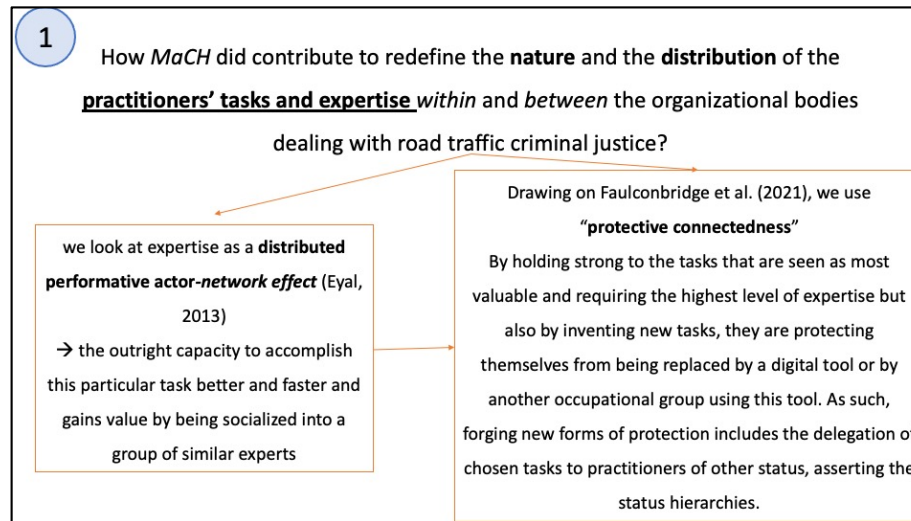 1
How MaCH did contribute to redefine the nature and the distribution of the
practitioners' tasks and expertise within and between the organizational bodies
dealing with road traffic criminal justice?
we look at expertise as a distributed
performative actor-network effect (Eyal,
2013)
→ the outright capacity to accomplish
this particular task better and faster and
gains value by being socialized into a
group of similar experts
Drawing on Faulconbridge et al. (2021), we use
“protective connectedness”
By holding strong to the tasks that are seen as most
valuable and requiring the highest level of expertise but
also by inventing new tasks, they are protecting
themselves from being replaced by a digital tool or by
another occupational group using this tool. As such,
forging new forms of protection includes the delegation of
chosen tasks to practitioners of other status, asserting the
status hierarchies.